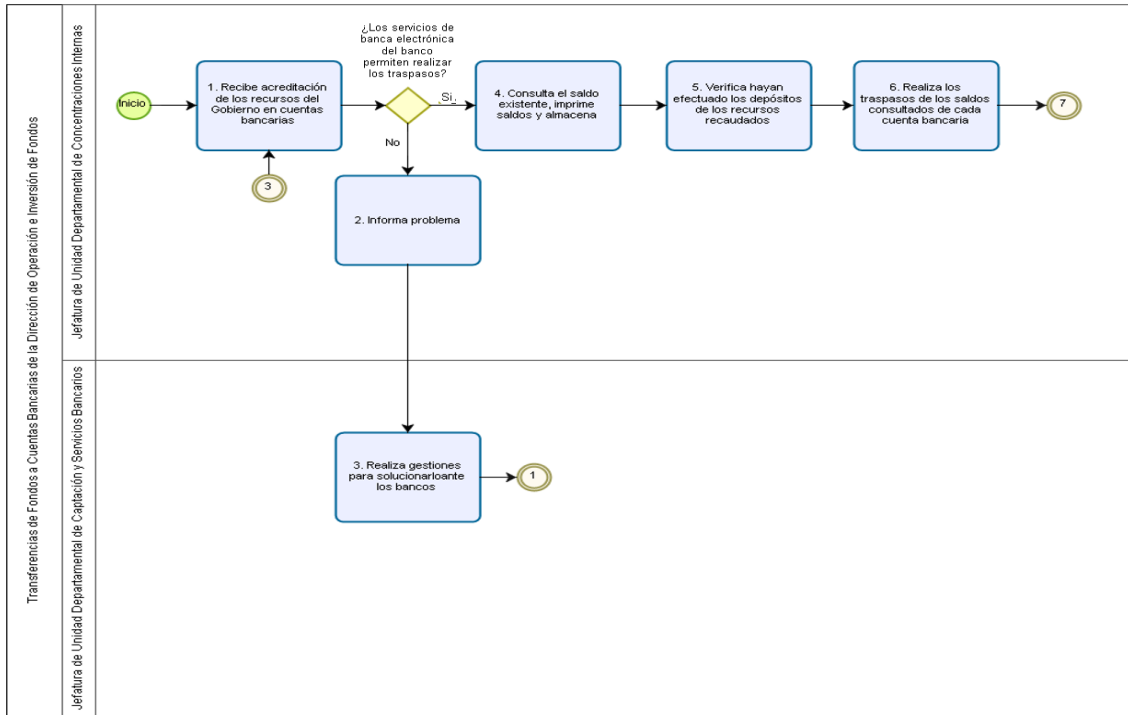 Transferencias de Fondos a Cuentas Bancarias de la Dirección de Operación e Inversión de Fondos
Jefatura de Unidad Departamental de Concentraciones Internas
Inicio
1. Recibe acreditación
de los recursos del
Gobierno en cuentas
bancarias
3
¿Los servicios de
banca electrónica
del banco
permiten realizar
los traspasos?
Si
No
2. Informa problema
4. Consulta el saldo
existente, imprime
saldos y almacena
5. Verifica hayan
efectuado los depósitos
de los recursos
recaudados
6. Realiza los
traspasos de los saldos
consultados de cada
cuenta bancaria
7
Jefatura de Unidad Departamental de Captación y Servicios Bancarios
3. Realiza gestiones
para solucionarloante
los bancos
1